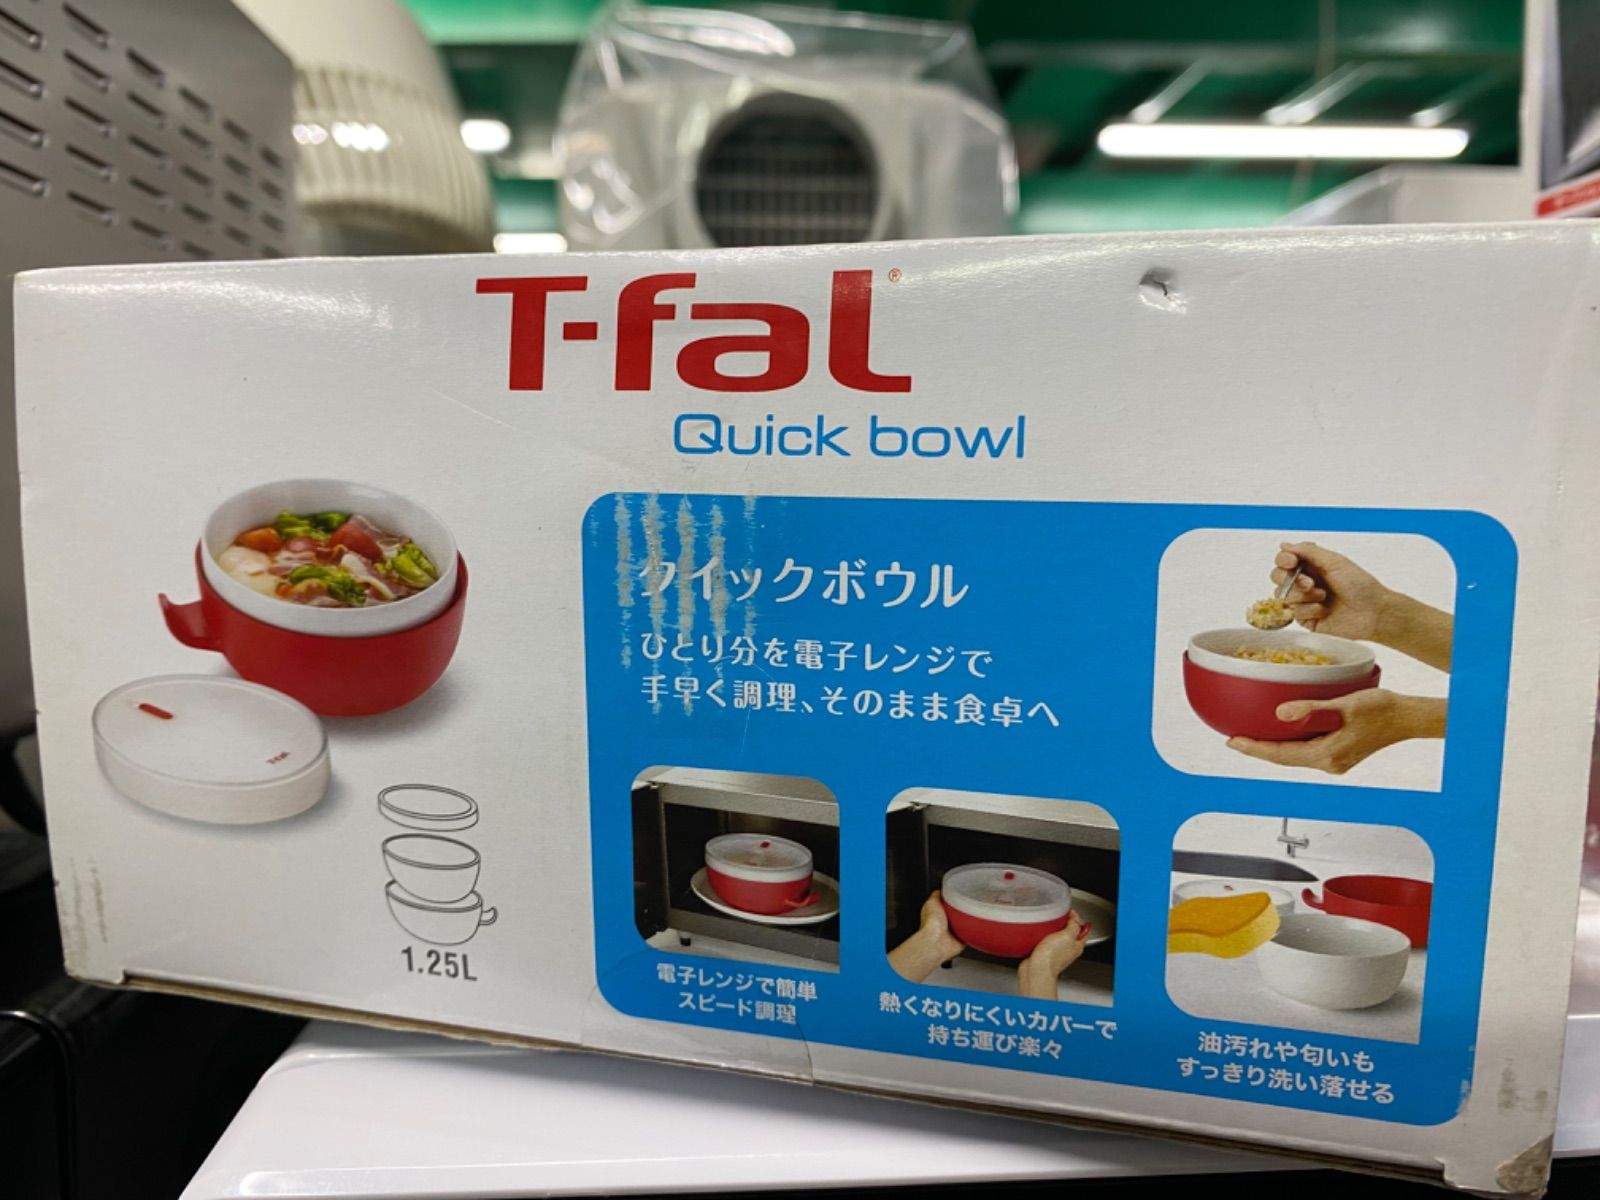 T-fal®
Quick bowl
クイックボウル
ひとり分を電子レンジで
手早く調理、そのまま食卓へ
T-fal
1.25L
電子レンジで簡単
スピード調理
熱くなりにくいカバーで
持ち運び楽々
油汚れや匂いも
すっきり洗い落せる